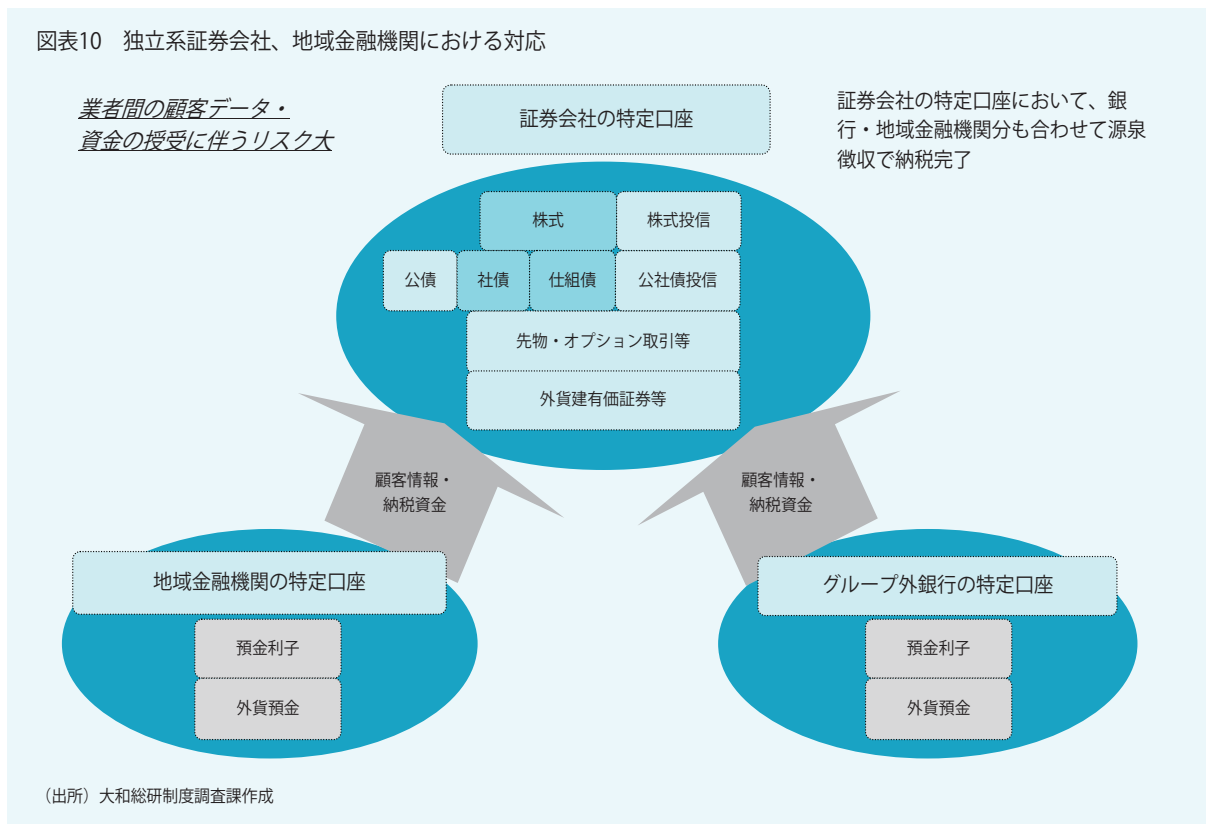 図表10　独立系証券会社、地域金融機関における対応
業者間の顧客データ・
資金の授受に伴うリスク大
証券会社の特定口座
証券会社の特定口座において、銀
行・地域金融機関分も合わせて源泉
徴収で納税完了
株式
株式投信
公債
社債
仕組債
公社債投信
先物・オプション取引等
外貨建有価証券等
顧客情報・
納税資金
顧客情報・
納税資金
地域金融機関の特定口座
預金利子
外貨預金
グループ外銀行の特定口座
預金利子
外貨預金
（出所）大和総研制度調査課作成